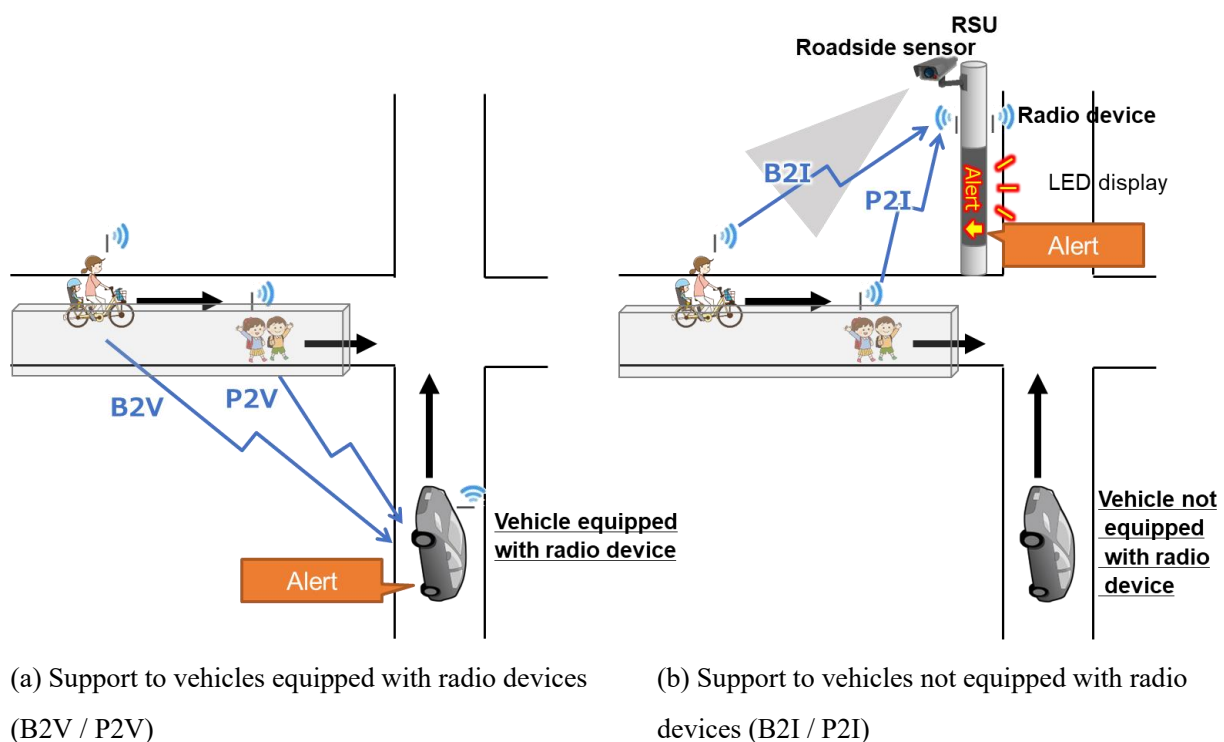 B2V
P2V
Vehicle equipped
with radio device
Alert
RSU
Roadside sensor
Radio device
B2I
P2I
Alert
LED display
Alert
Vehicle not
equipped
with radio
device
(a) Support to vehicles equipped with radio devices
(B2V / P2V)
(b) Support to vehicles not equipped with radio
devices (B2I / P2I)